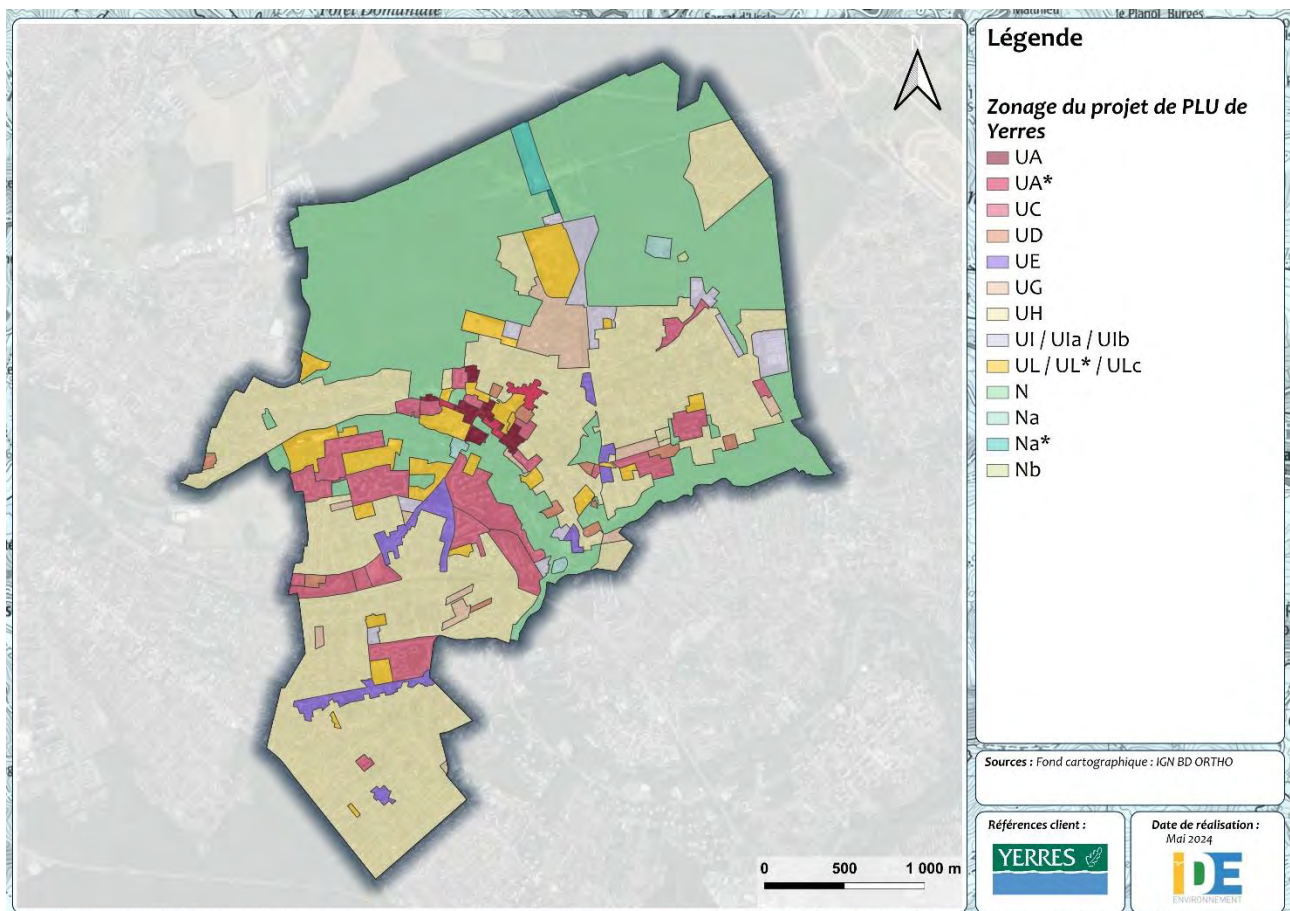 Forêt Domaniale
Légende
Zonage du projet de PLU de
Yerres
UA
UA*
UC
UD
UE
UG
UH
UI / UIa / UIb
UL / UL* / ULc
N
Na
Na*
Nb
N
0 500 1 000 m
Sources : Fond cartographique : IGN BD ORTHO
Références client :
YERRES
Date de réalisation :
Mai 2024
iDE
ENVIRONNEMENT